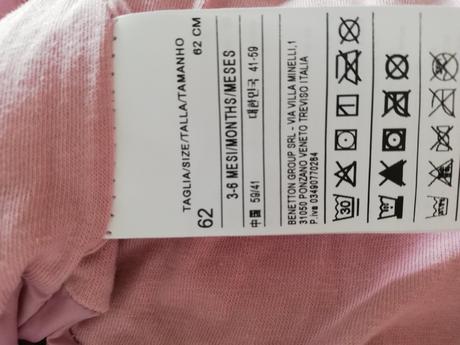 TAGLIA/SIZE/TALLA/TAMANHO
62 62 CM
3-6 MESI/MONTHS/MESES
中国 59/41 대한민국 41-59
BENETTON GROUP SRL - VIA VILLA MINELLI,1
31050 PONZANO VENETO TREVISO ITALIA
P.iva 03490770264
30